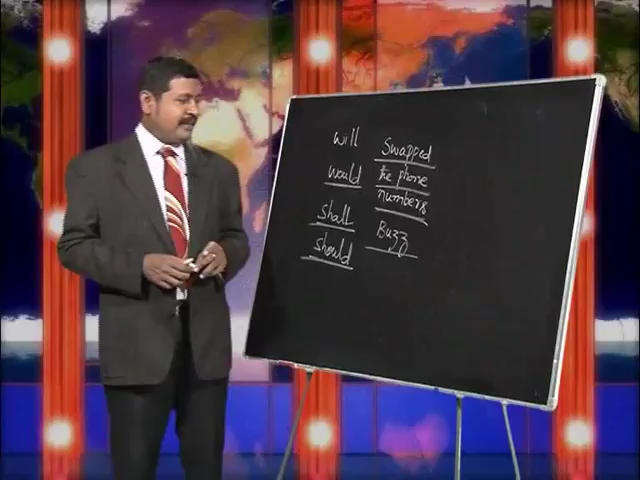 will
would
shall
should
Swapped
the phone
numbers
Buzz